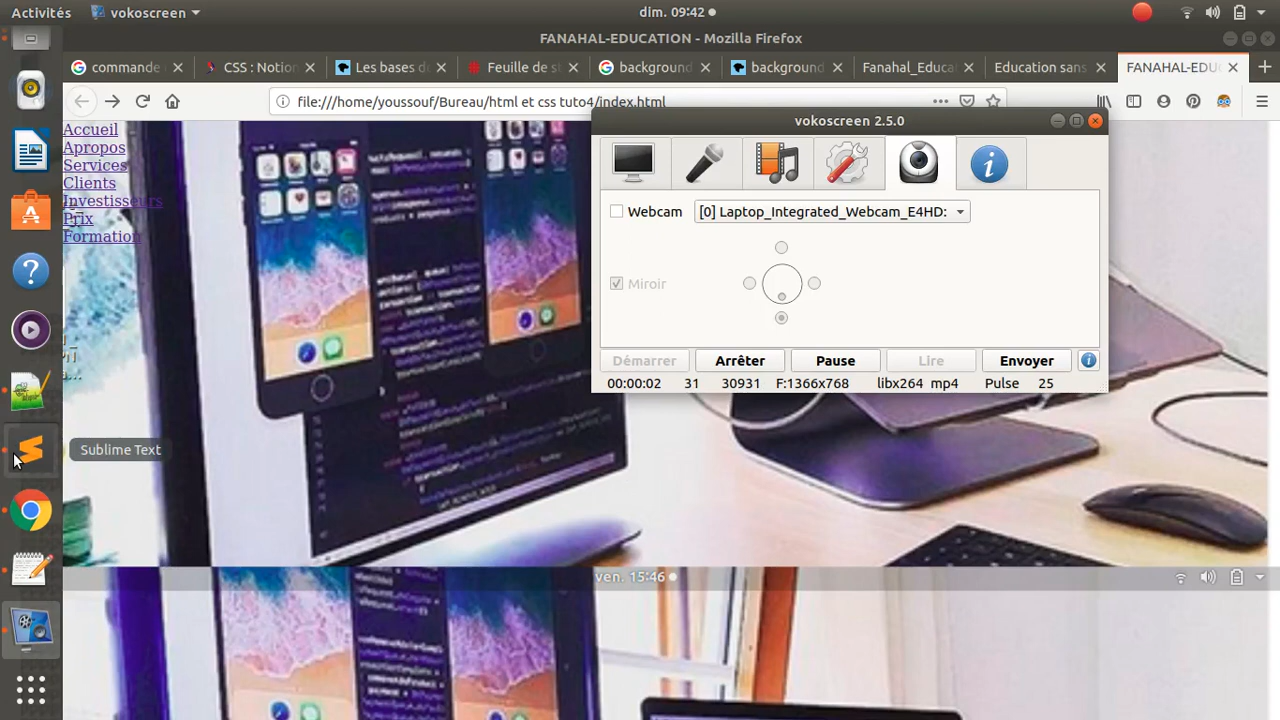 Activités
vokoscreen
dim. 09:42
FANAHAL-EDUCATION - Mozilla Firefox
commande
CSS : Notion
Les bases du
Feuille de st
background
background
Fanahal_Educat
Education sans
FANAHAL-EDU
file:///home/youssouf/Bureau/html et css tuto4/index.html
Accueil
Apropos
Services
Clients
Investisseurs
Prix
Formation
vokoscreen 2.5.0
Webcam
[0] Laptop_Integrated_Webcam_E4HD:
Miroir
Démarrer
Arrêter
Pause
Lire
Envoyer
00:00:02 31 30931 F:1366x768 libx264 mp4 Pulse 25
Sublime Text
ven. 15:46